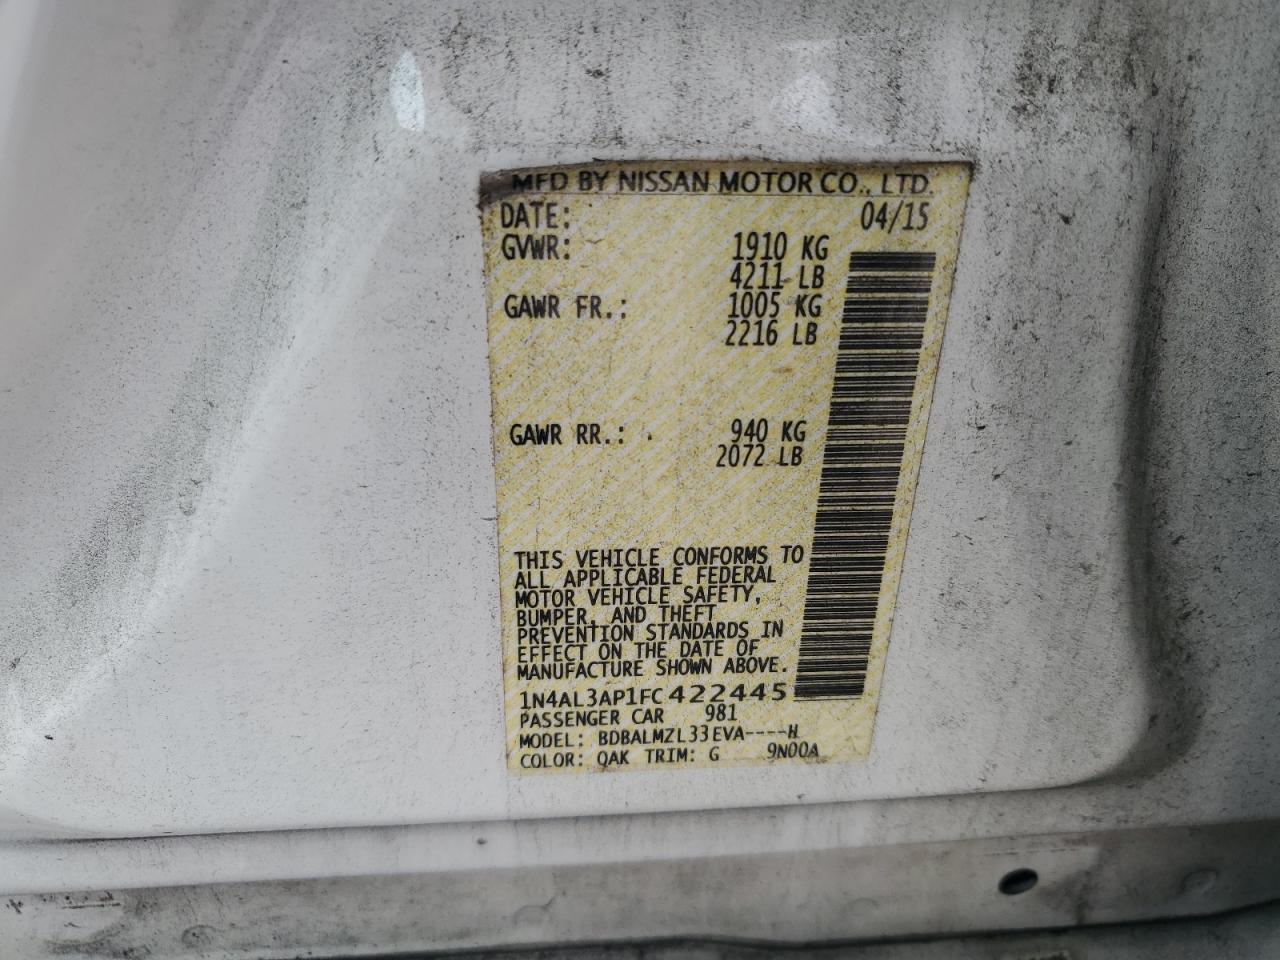 MFD BY NISSAN MOTOR CO., LTD.
DATE: 04/15
GVWR: 1910 KG
4211 LB
GAWR FR.: 1005 KG
2216 LB
GAWR RR.: 940 KG
2072 LB
THIS VEHICLE CONFORMS TO
ALL APPLICABLE FEDERAL
MOTOR VEHICLE SAFETY,
BUMPER, AND THEFT
PREVENTION STANDARDS IN
EFFECT ON THE DATE OF
MANUFACTURE SHOWN ABOVE.
1N4AL3AP1FC422445
PASSENGER CAR 981
MODEL: BDBALMZL33EVA----H
COLOR: QAK TRIM: G 9N00A